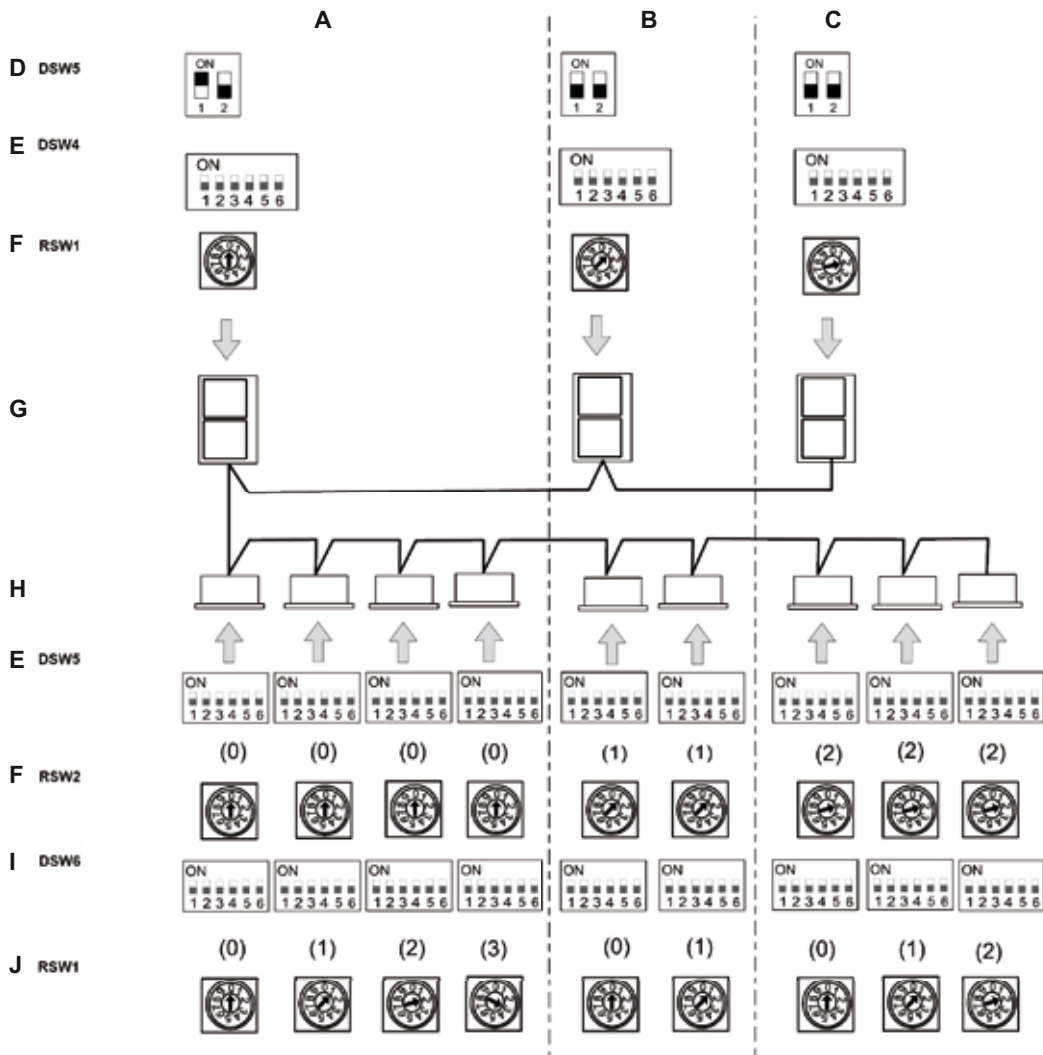 A B C
D DSW5
ON ON ON
1 2 1 2 1 2
E DSW4
ON ON ON
1 2 3 4 5 6 1 2 3 4 5 6 1 2 3 4 5 6
F RSW1
G
H
E DSW5
ON ON ON ON ON ON ON ON ON
1 2 3 4 5 6 1 2 3 4 5 6 1 2 3 4 5 6 1 2 3 4 5 6 1 2 3 4 5 6 1 2 3 4 5 6 1 2 3 4 5 6 1 2 3 4 5 6 1 2 3 4 5 6
(0) (0) (0) (0) (1) (1) (2) (2) (2)
F RSW2
I DSW6
ON ON ON ON ON ON ON ON ON
1 2 3 4 5 6 1 2 3 4 5 6 1 2 3 4 5 6 1 2 3 4 5 6 1 2 3 4 5 6 1 2 3 4 5 6 1 2 3 4 5 6 1 2 3 4 5 6 1 2 3 4 5 6
(0) (1) (2) (3) (0) (1) (0) (1) (2)
J RSW1